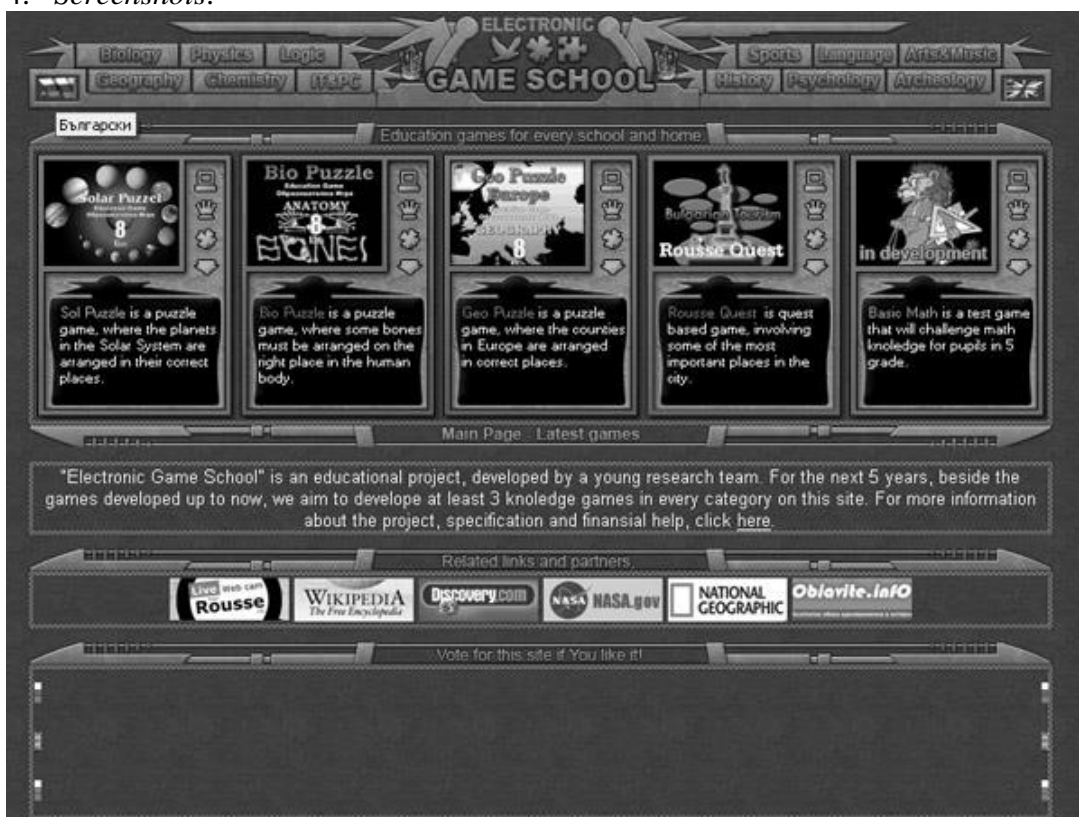 4. Screenshots:
ELECTRONIC
GAME SCHOOL
Biology Physics Logic
Geography Chemistry IT&PC
Sports Language Arts&Music
History Psychology Archeology
Български
Education games for every school and home
Solar Puzzel
8
Bio Puzzle
Education Game
Образователна Игра
ANATOMY
8
BONES
Geo Puzzle
Europe
GEOGRAPHY
8
Bulgarian Tourism
Rousse Quest
in development
Sol Puzzle is a puzzle
game, where the planets
in the Solar System are
arranged in their correct
places.
Bio Puzzle is a puzzle
game, where some bones
must be arranged on the
right place in the human
body.
Geo Puzzle is a puzzle
game, where the counties
in Europe are arranged
in correct places.
Rousse Quest is quest
based game, involving
some of the most
important places in the
city.
Basic Math is a test game
that will challenge math
knoledge for pupils in 5
grade.
Main Page Latest games
"Electronic Game School" is an educational project, developed by a young research team. For the next 5 years, beside the
games developed up to now, we aim to develope at least 3 knoledge games in every category on this site. For more information
about the project, specification and finansial help, click here.
Related links and partners
Live Web cam
Rousse
WIKIPEDIA
The Free Encyclopedia
Discovery.com
NASA NASA.gov
NATIONAL
GEOGRAPHIC
Obiavite.infO
Vote for this site if You like it!